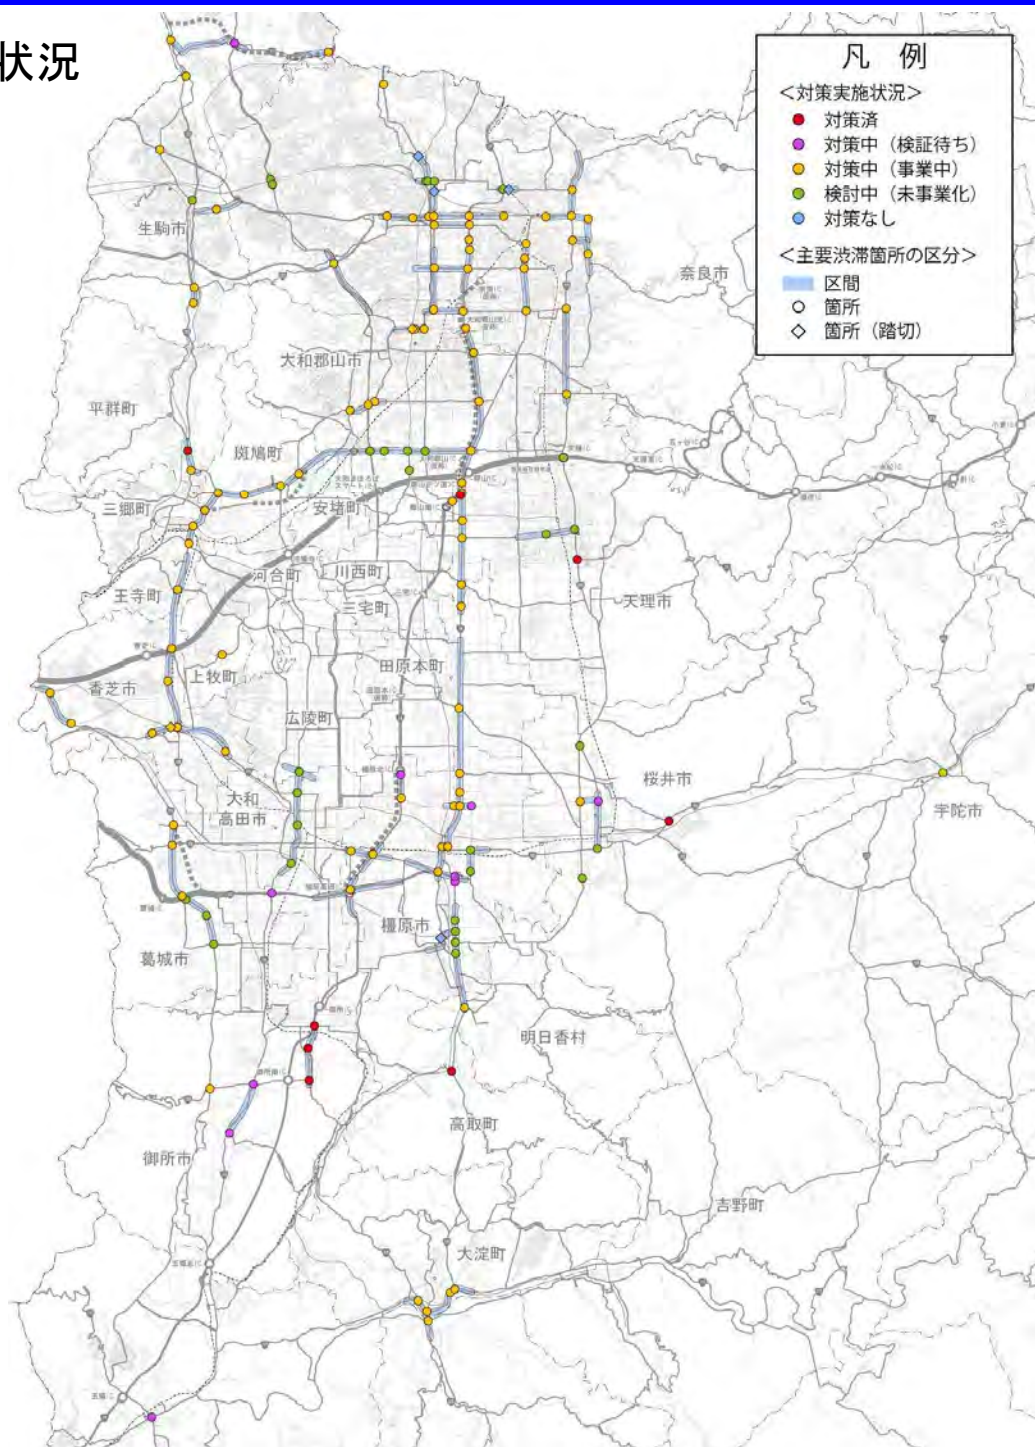 状況
凡 例
＜対策実施状況＞
対策済
対策中（検証待ち）
対策中（事業中）
検討中（未事業化）
対策なし
＜主要渋滞箇所の区分＞
区間
箇所
箇所（踏切）
生駒市
奈良市
大和郡山市
平群町
斑鳩町
三郷町
安堵町
河合町
川西町
王寺町
三宅町
天理市
田原本町
上牧町
香芝市
広陵町
桜井市
大和
高田市
宇陀市
橿原市
葛城市
明日香村
高取町
御所市
吉野町
大淀町